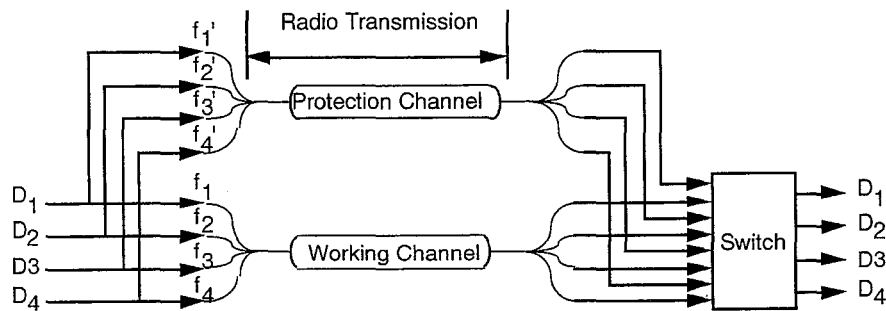 Radio Transmission
f1'
f2'
f3'
f4'
Protection Channel
D1
D2
D3
D4
f1
f2
f3
f4
Working Channel
Switch
D1
D2
D3
D4